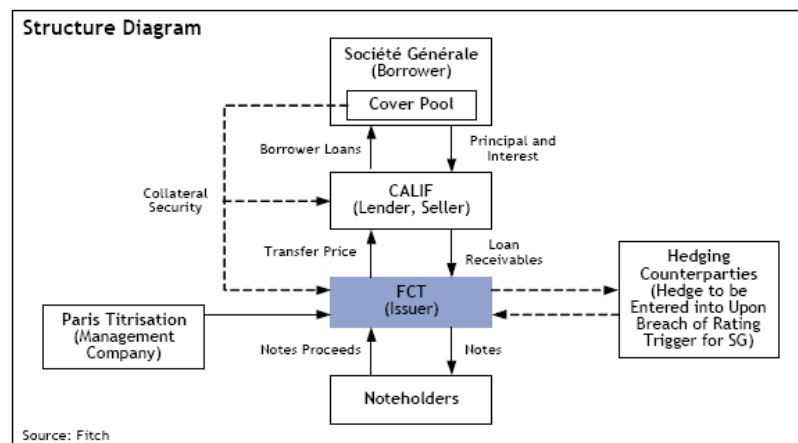 Structure Diagram
Société Générale
(Borrower)
Cover Pool
Borrower Loans
Principal and
Interest
Collateral
Security
CALIF
(Lender, Seller)
Transfer Price
Loan
Receivables
Hedging
Counterparties
(Hedge to be
Entered into Upon
Breach of Rating
Trigger for SG)
FCT
(Issuer)
Paris Titrisation
(Management
Company)
Notes Proceeds
Notes
Noteholders
Source: Fitch